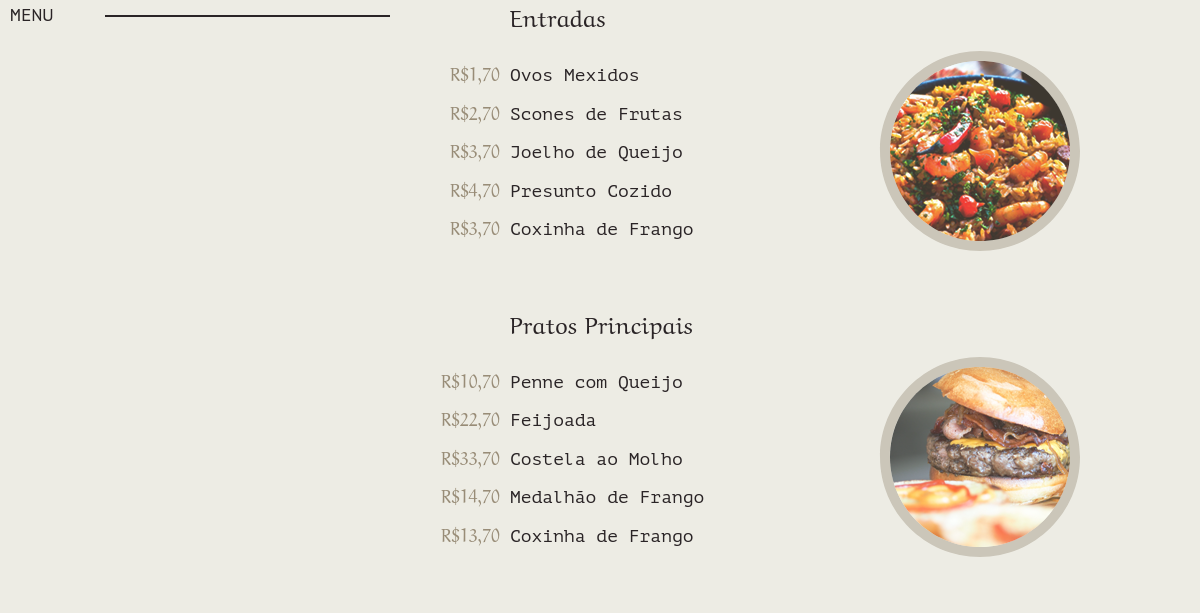 MENU
Entradas
R$1,70 Ovos Mexidos
R$2,70 Scones de Frutas
R$3,70 Joelho de Queijo
R$4,70 Presunto Cozido
R$3,70 Coxinha de Frango
Pratos Principais
R$10,70 Penne com Queijo
R$22,70 Feijoada
R$33,70 Costela ao Molho
R$14,70 Medalhão de Frango
R$13,70 Coxinha de Frango